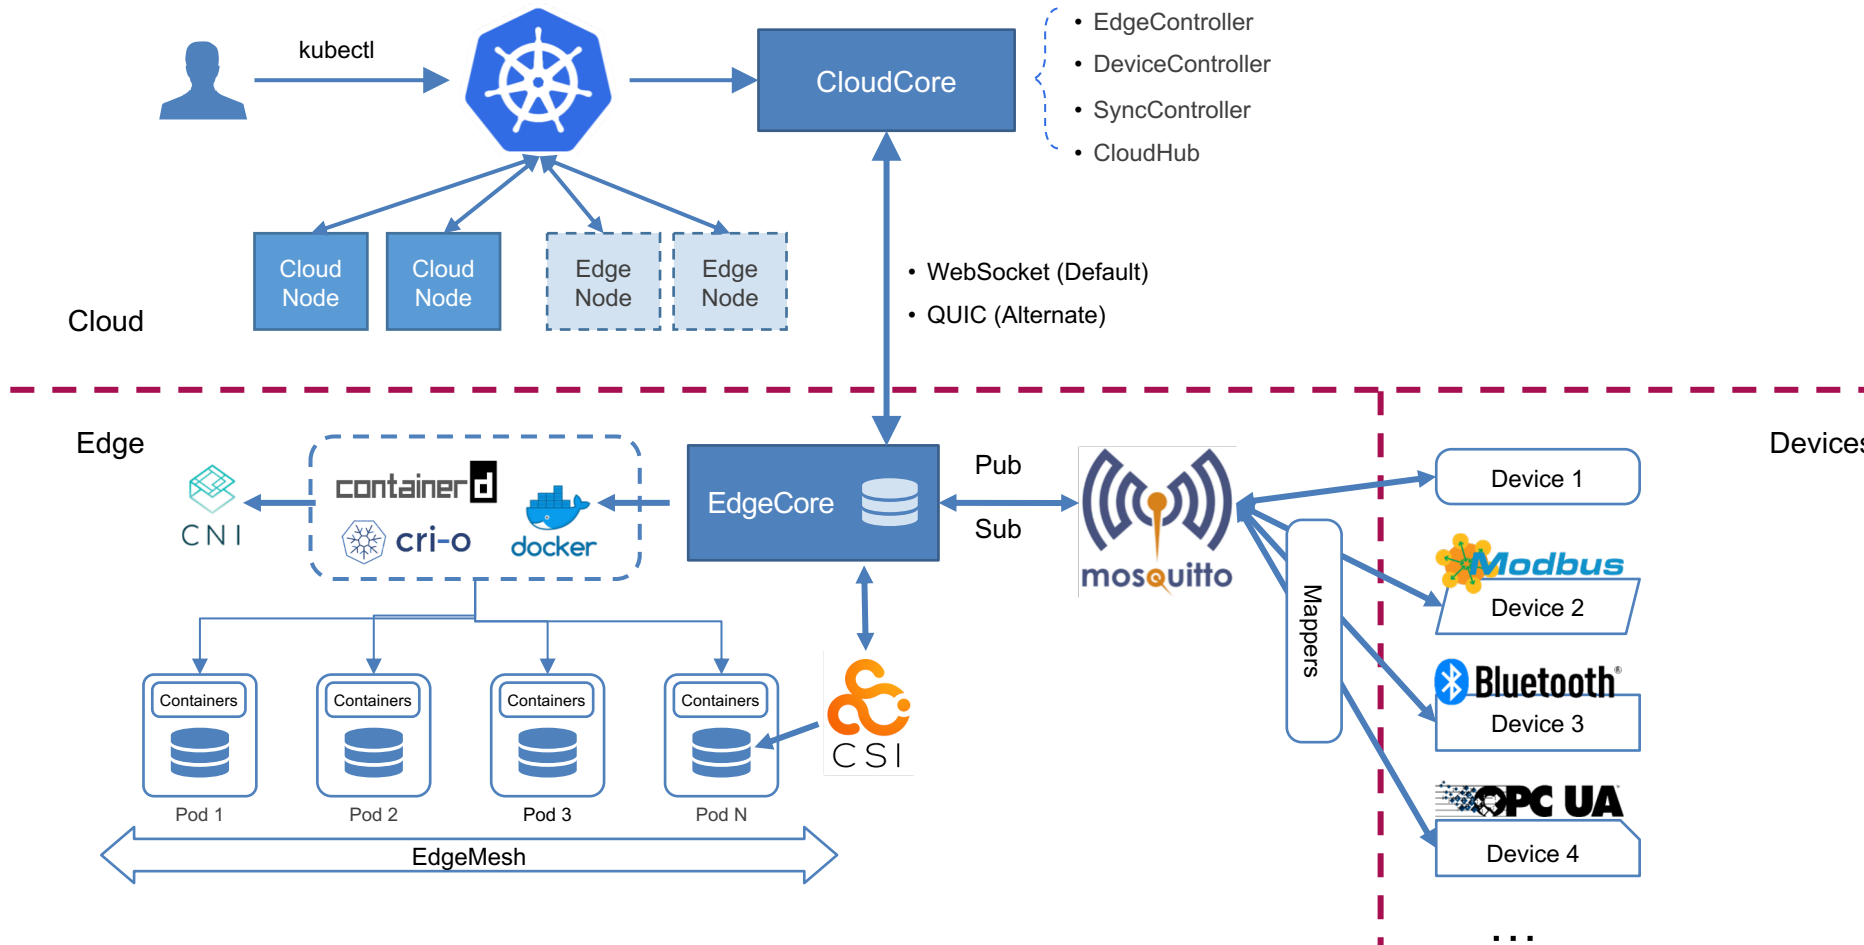 kubectl
CloudCore
• EdgeController
• DeviceController
• SyncController
• CloudHub
Cloud
Node
Cloud
Node
Edge
Node
Edge
Node
Cloud
• WebSocket (Default)
• QUIC (Alternate)
Edge
CNI
containerd
cri-o
docker
EdgeCore
Pub
Sub
mosquitto
Mappers
Devices
Device 1
Modbus
Device 2
Bluetooth®
Device 3
OPC UA
Device 4
...
Containers
Containers
Containers
Containers
CSI
Pod 1
Pod 2
Pod 3
Pod N
EdgeMesh